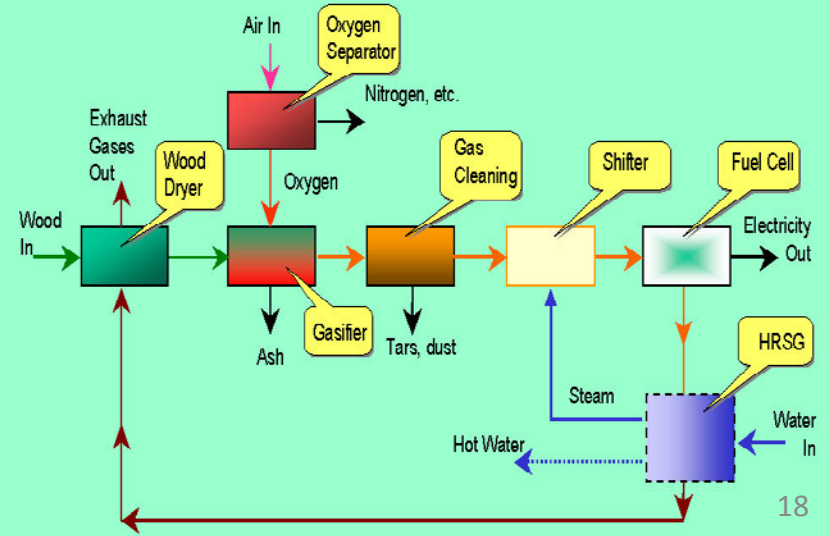 Air In
Oxygen
Separator
Nitrogen, etc.
Exhaust
Gases
Out
Wood
Dryer
Oxygen
Gas
Cleaning
Shifter
Fuel Cell
Wood
In
Electricity
Out
Gasifier
Ash
Tars, dust
HRSG
Steam
Hot Water
Water
In
18